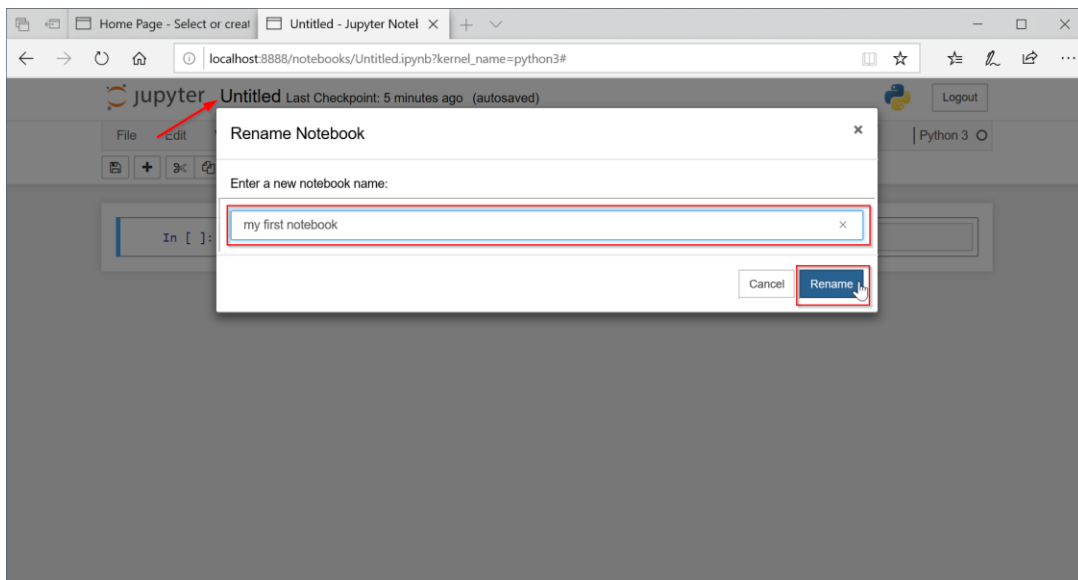 Home Page - Select or creat
Untitled - Jupyter Notel
localhost:8888/notebooks/Untitled.ipynb?kernel_name=python3#
jupyter Untitled Last Checkpoint: 5 minutes ago (autosaved)
Logout
File Edit
Python 3
Rename Notebook
Enter a new notebook name:
my first notebook
In [ ]:
Cancel Rename